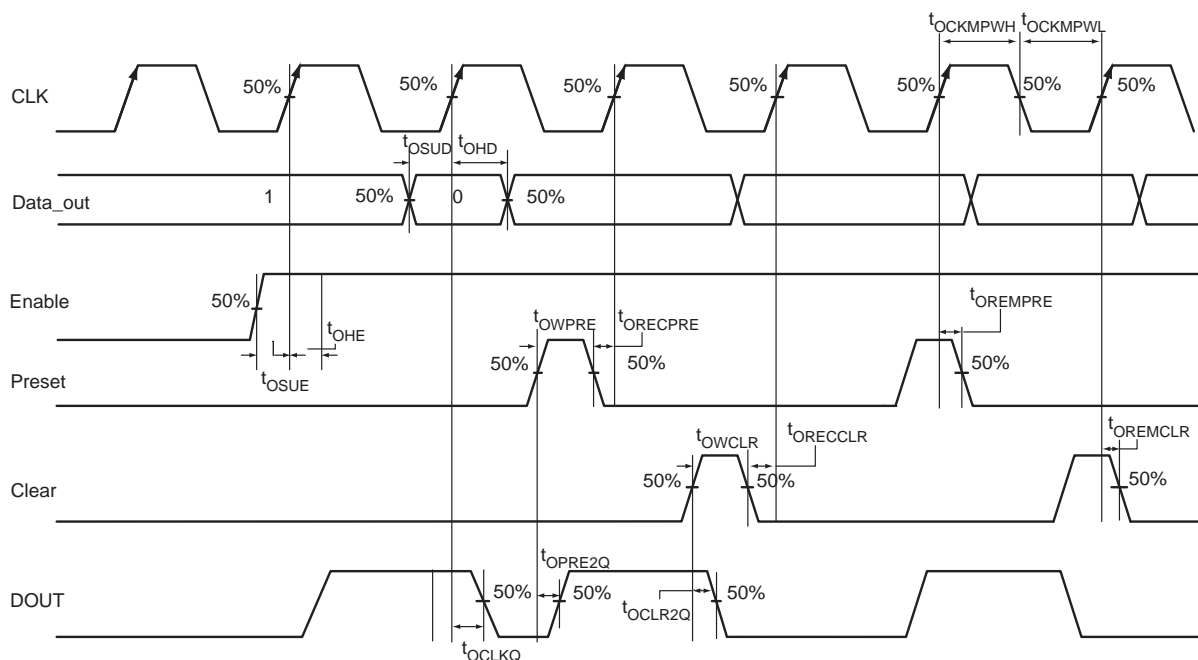 tOCKMPWH tOCKMPWL
CLK 50% 50% 50% 50% 50% 50% 50%
tOSUD tOHD
Data_out 1 50% 0 50%
Enable 50%
tOHE tOWPRE tORECPRE tOREMPRE
Preset tOSUE 50% 50% 50%
tOWCLR tORECCLR tOREMCLR
Clear 50% 50% 50%
tOPRE2Q
DOUT 50% 50% tOCLR2Q 50%
tOCLKQ